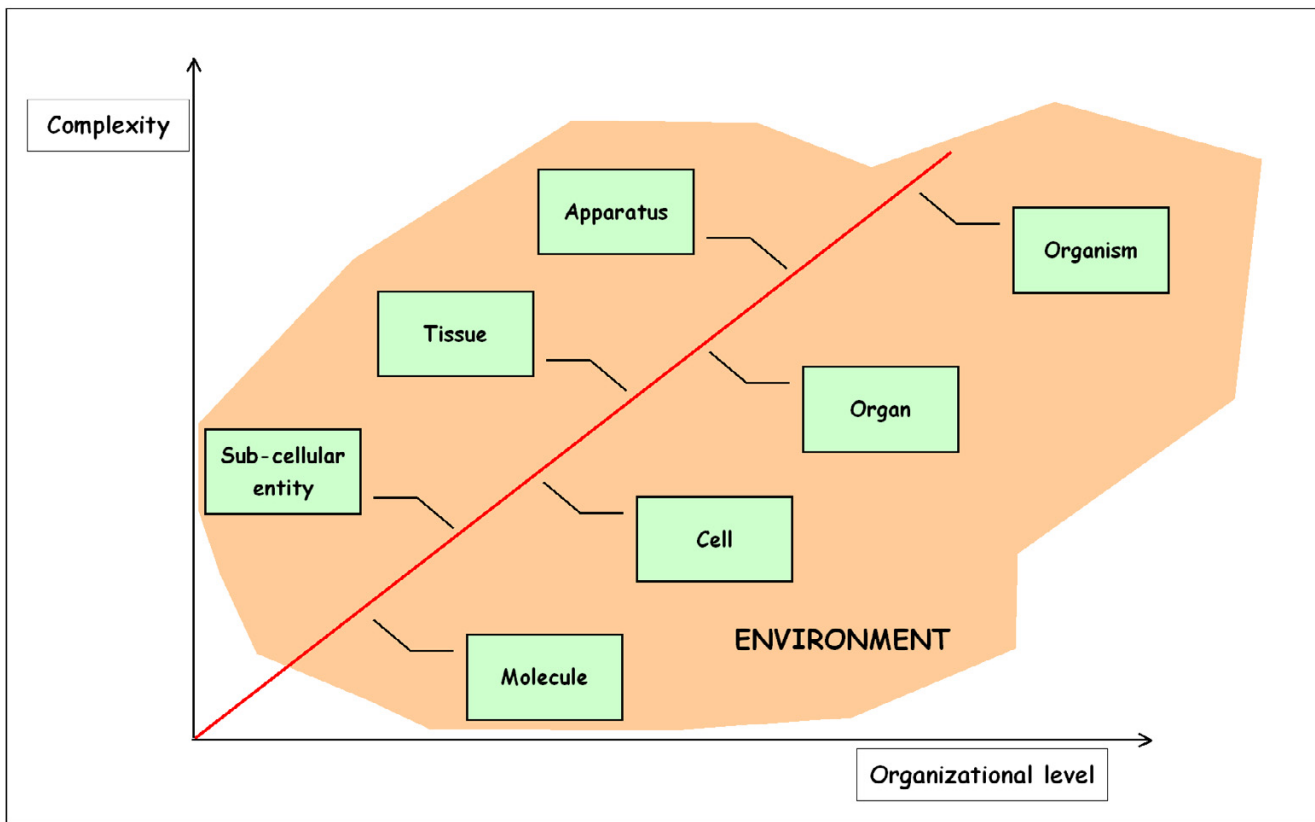 Complexity
Apparatus
Organism
Tissue
Organ
Sub-cellular
entity
Cell
ENVIRONMENT
Molecule
Organizational level